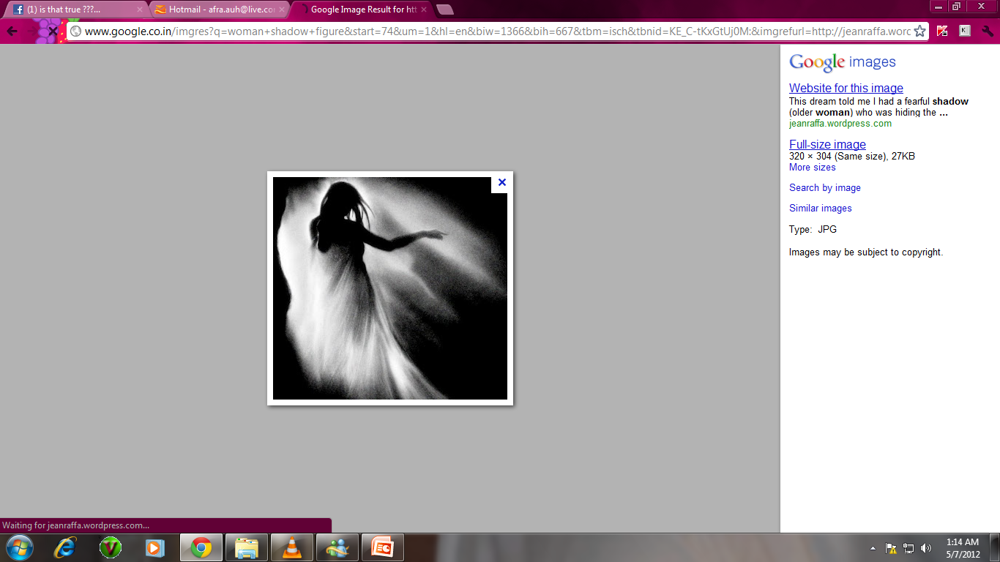 (1) is that true ???...
Hotmail - afra.auh@live.co
Google Image Result for htt
www.google.co.in/imgres?q=woman+shadow+figure&start=74&um=1&hl=en&biw=1366&bih=667&tbm=isch&tbnid=KE_C-tKxGtUj0M:&imgrefurl=http://jeanraffa.worc
Google images
Website for this image
This dream told me I had a fearful shadow
(older woman) who was hiding the ...
jeanraffa.wordpress.com
Full-size image
320 × 304 (Same size), 27KB
More sizes
Search by image
Similar images
Type: JPG
Images may be subject to copyright.
Waiting for jeanraffa.wordpress.com...
1:14 AM
5/7/2012